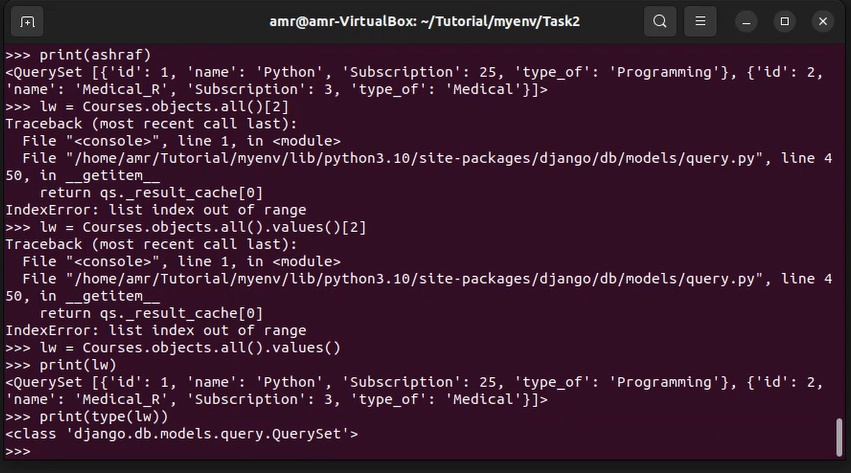 amr@amr-VirtualBox: ~/Tutorial/myenv/Task2
>>> print(ashraf)
<QuerySet [{'id': 1, 'name': 'Python', 'Subscription': 25, 'type_of': 'Programming'}, {'id': 2,
'name': 'Medical_R', 'Subscription': 3, 'type_of': 'Medical'}]>
>>> lw = Courses.objects.all()[2]
Traceback (most recent call last):
  File "<console>", line 1, in <module>
  File "/home/amr/Tutorial/myenv/lib/python3.10/site-packages/django/db/models/query.py", line 4
50, in __getitem__
    return qs._result_cache[0]
IndexError: list index out of range
>>> lw = Courses.objects.all().values()[2]
Traceback (most recent call last):
  File "<console>", line 1, in <module>
  File "/home/amr/Tutorial/myenv/lib/python3.10/site-packages/django/db/models/query.py", line 4
50, in __getitem__
    return qs._result_cache[0]
IndexError: list index out of range
>>> lw = Courses.objects.all().values()
>>> print(lw)
<QuerySet [{'id': 1, 'name': 'Python', 'Subscription': 25, 'type_of': 'Programming'}, {'id': 2,
'name': 'Medical_R', 'Subscription': 3, 'type_of': 'Medical'}]>
>>> print(type(lw))
<class 'django.db.models.query.QuerySet'>
>>>